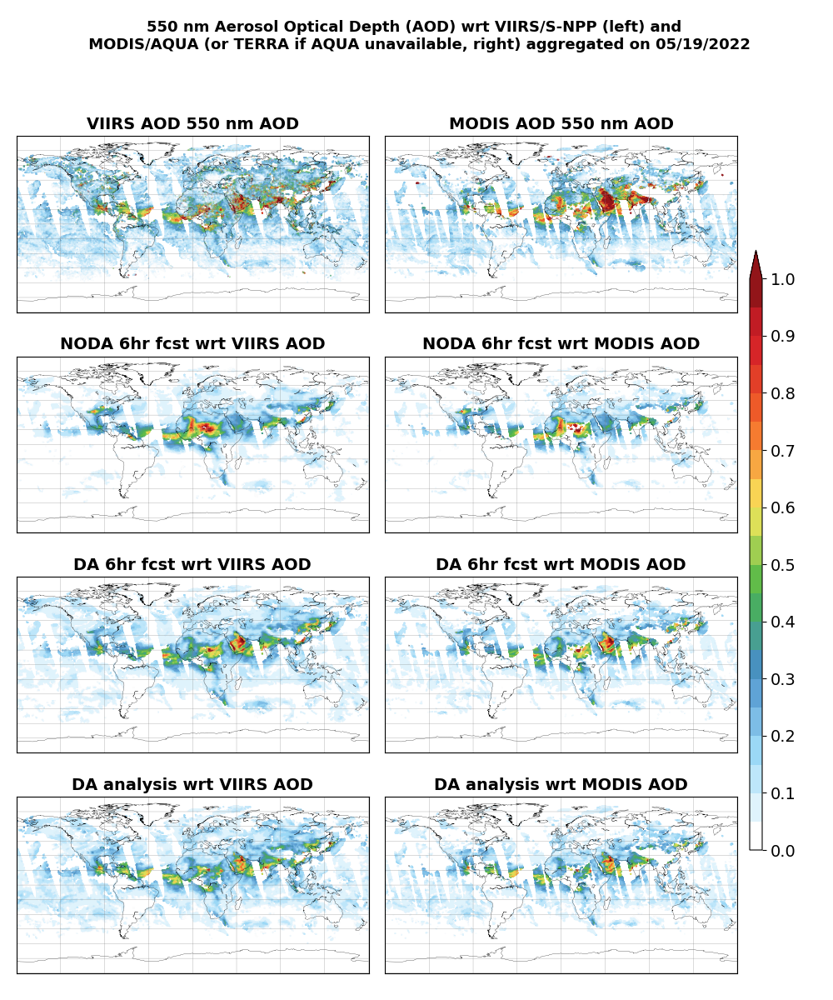 550 nm Aerosol Optical Depth (AOD) wrt VIIRS/S-NPP (left) and
MODIS/AQUA (or TERRA if AQUA unavailable, right) aggregated on 05/19/2022
VIIRS AOD 550 nm AOD
MODIS AOD 550 nm AOD
NODA 6hr fcst wrt VIIRS AOD
NODA 6hr fcst wrt MODIS AOD
DA 6hr fcst wrt VIIRS AOD
DA 6hr fcst wrt MODIS AOD
DA analysis wrt VIIRS AOD
DA analysis wrt MODIS AOD
1.0
0.9
0.8
0.7
0.6
0.5
0.4
0.3
0.2
0.1
0.0